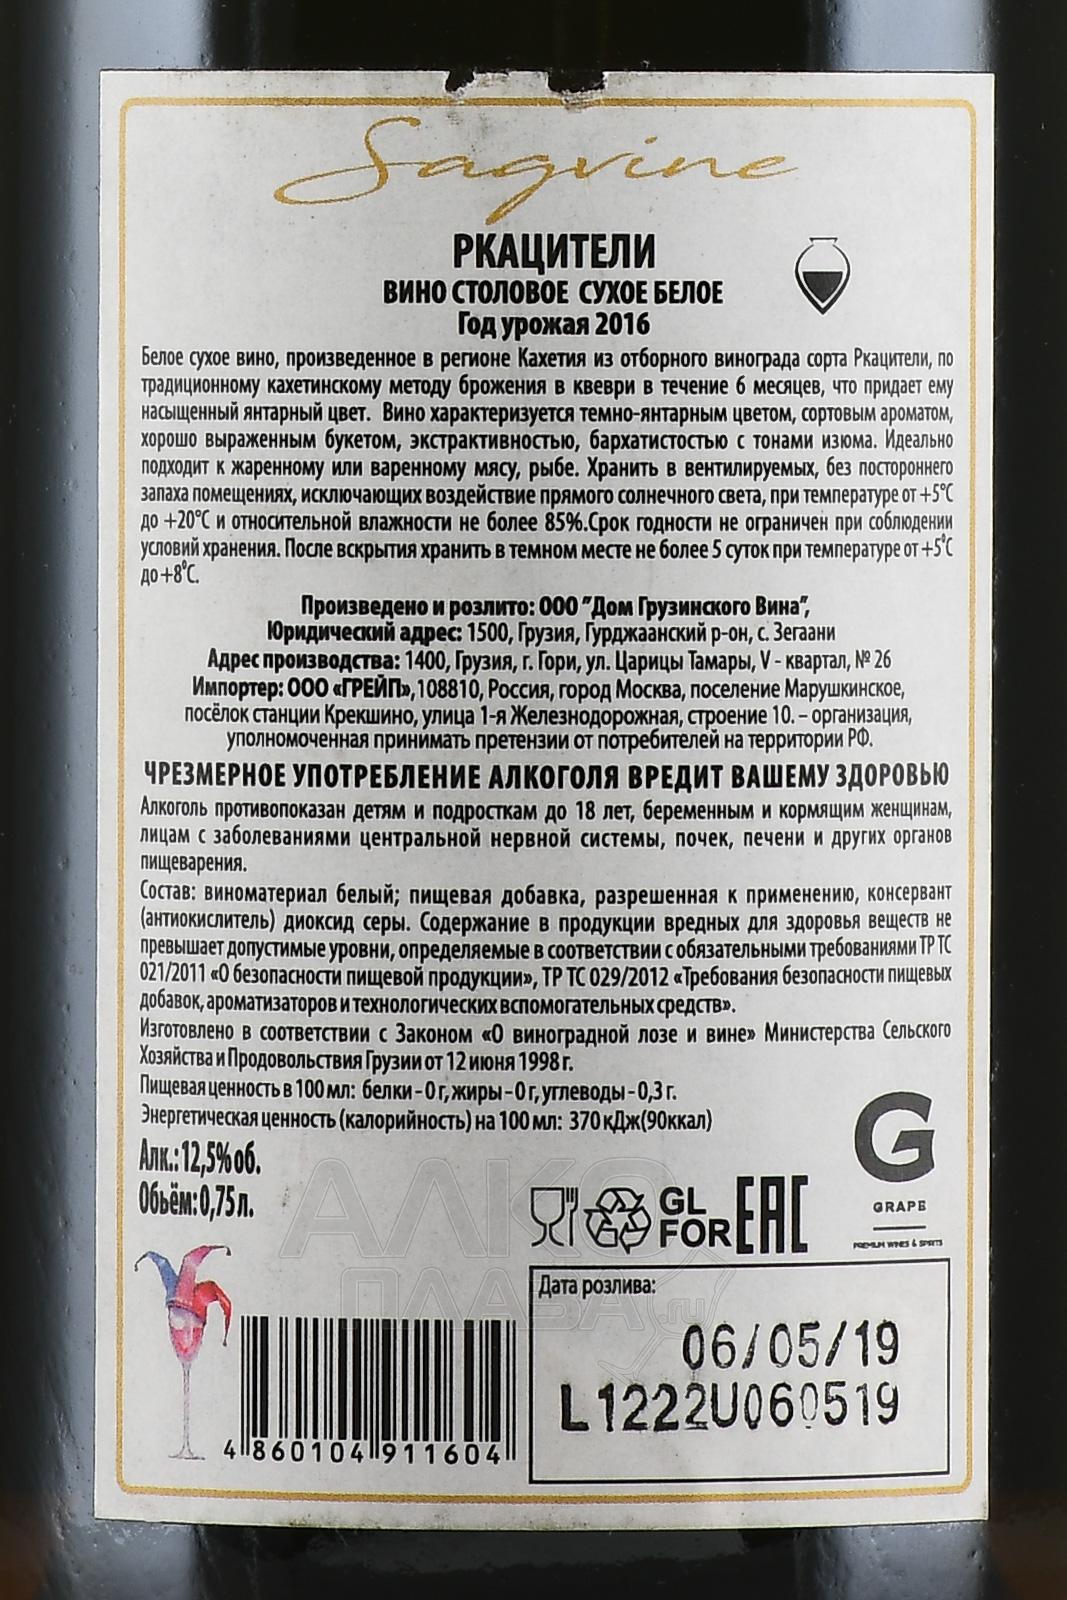 Sagvine
РКАЦИТЕЛИ
ВИНО СТОЛОВОЕ СУХОЕ БЕЛОЕ
Год урожая 2016
Белое сухое вино, произведенное в регионе Кахетия из отборного винограда сорта Ркацители, по
традиционному кахетинскому методу брожения в квеври в течение 6 месяцев, что придает ему
насыщенный янтарный цвет. Вино характеризуется темно-янтарным цветом, сортовым ароматом,
хорошо выраженным букетом, экстрактивностью, бархатистостью с тонами изюма. Идеально
подходит к жаренному или варенному мясу, рыбе. Хранить в вентилируемых, без постороннего
запаха помещениях, исключающих воздействие прямого солнечного света, при температуре от +5°С
до +20°С и относительной влажности не более 85%.Срок годности не ограничен при соблюдении
условий хранения. После вскрытия хранить в темном месте не более 5 суток при температуре от +5°С
до +8°С.
Произведено и розлито: ООО "Дом Грузинского Вина",
Юридический адрес: 1500, Грузия, Гурджаанский р-он, с. Зегаани
Адрес производства: 1400, Грузия, г. Гори, ул. Царицы Тамары, V - квартал, № 26
Импортер: ООО «ГРЕЙП», 108810, Россия, город Москва, поселение Марушкинское,
посёлок станции Крекшино, улица 1-я Железнодорожная, строение 10. – организация,
уполномоченная принимать претензии от потребителей на территории РФ.
ЧРЕЗМЕРНОЕ УПОТРЕБЛЕНИЕ АЛКОГОЛЯ ВРЕДИТ ВАШЕМУ ЗДОРОВЬЮ
Алкоголь противопоказан детям и подросткам до 18 лет, беременным и кормящим женщинам,
лицам с заболеваниями центральной нервной системы, почек, печени и других органов
пищеварения.
Состав: виноматериал белый; пищевая добавка, разрешенная к применению, консервант
(антиокислитель) диоксид серы. Содержание в продукции вредных для здоровья веществ не
превышает допустимые уровни, определяемые в соответствии с обязательными требованиями ТР ТС
021/2011 «О безопасности пищевой продукции», ТР ТС 029/2012 «Требования безопасности пищевых
добавок, ароматизаторов и технологических вспомогательных средств».
Изготовлено в соответствии с Законом «О виноградной лозе и вине» Министерства Сельского
Хозяйства и Продовольствия Грузии от 12 июня 1998 г.
Пищевая ценность в 100 мл: белки - 0 г, жиры - 0 г, углеводы - 0,3 г.
Энергетическая ценность (калорийность) на 100 мл: 370 кДж(90ккал)
Алк.: 12,5% об.
Обьём: 0,75 л.
GL
FOR
EAC
G
GRAPE
PREMIUM WINES & SPIRITS
АЛКО
ПЛАЗА.ru
Дата розлива:
06/05/19
L1222U060519
4 860104 911604